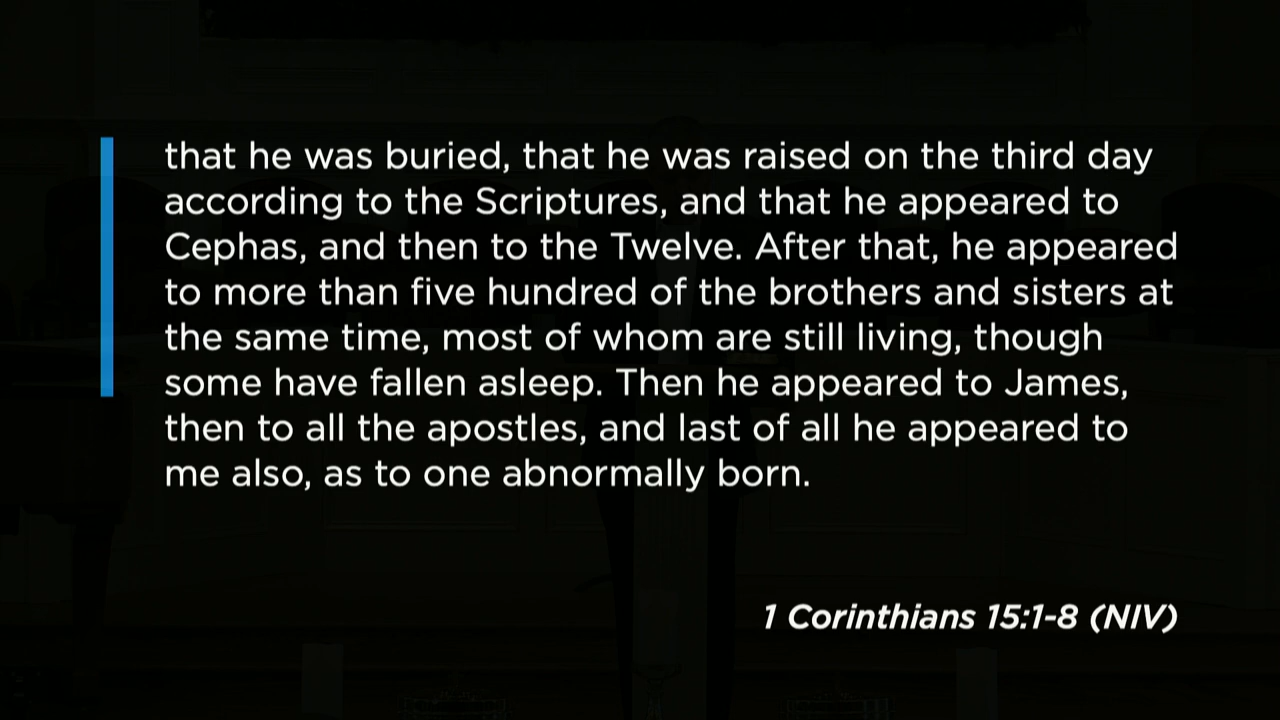 that he was buried, that he was raised on the third day
according to the Scriptures, and that he appeared to
Cephas, and then to the Twelve. After that, he appeared
to more than five hundred of the brothers and sisters at
the same time, most of whom are still living, though
some have fallen asleep. Then he appeared to James,
then to all the apostles, and last of all he appeared to
me also, as to one abnormally born.
1 Corinthians 15:1-8 (NIV)